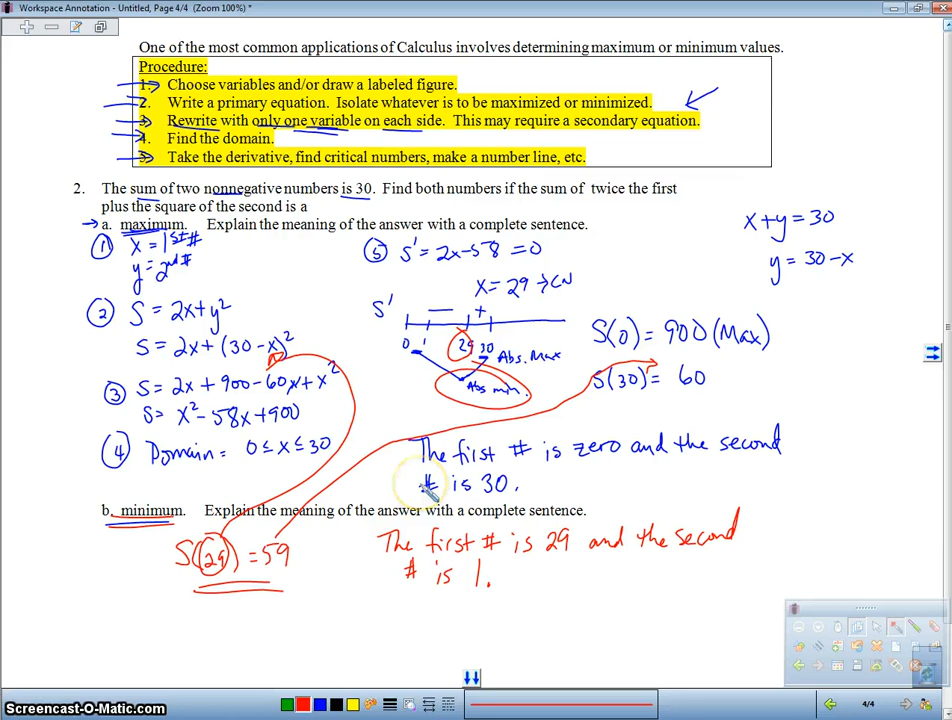 Workspace Annotation - Untitled, Page 4/4 (Zoom 100%) *
One of the most common applications of Calculus involves determining maximum or minimum values.
Procedure:
1. Choose variables and/or draw a labeled figure.
2. Write a primary equation. Isolate whatever is to be maximized or minimized.
3. Rewrite with only one variable on each side. This may require a secondary equation.
4. Find the domain.
5. Take the derivative, find critical numbers, make a number line, etc.
2. The sum of two nonnegative numbers is 30. Find both numbers if the sum of twice the first
plus the square of the second is a
a. maximum. Explain the meaning of the answer with a complete sentence.
x + y = 30
y = 30 - x
① x = 1st #
y = 2nd #
② S = 2x + y²
S = 2x + (30 - x)²
③ S = 2x + 900 - 60x + x²
S = x² - 58x + 900
④ Domain = 0 ≤ x ≤ 30
⑤ S' = 2x - 58 = 0
x = 29 → CN
S' — +
0 1 29 30
Abs. Max
Abs min.
S(0) = 900 (Max)
S(30) = 60
The first # is zero and the second
# is 30.
b. minimum. Explain the meaning of the answer with a complete sentence.
S(29) = 59
The first # is 29 and the second
# is 1.
Screencast-O-Matic.com
4/4